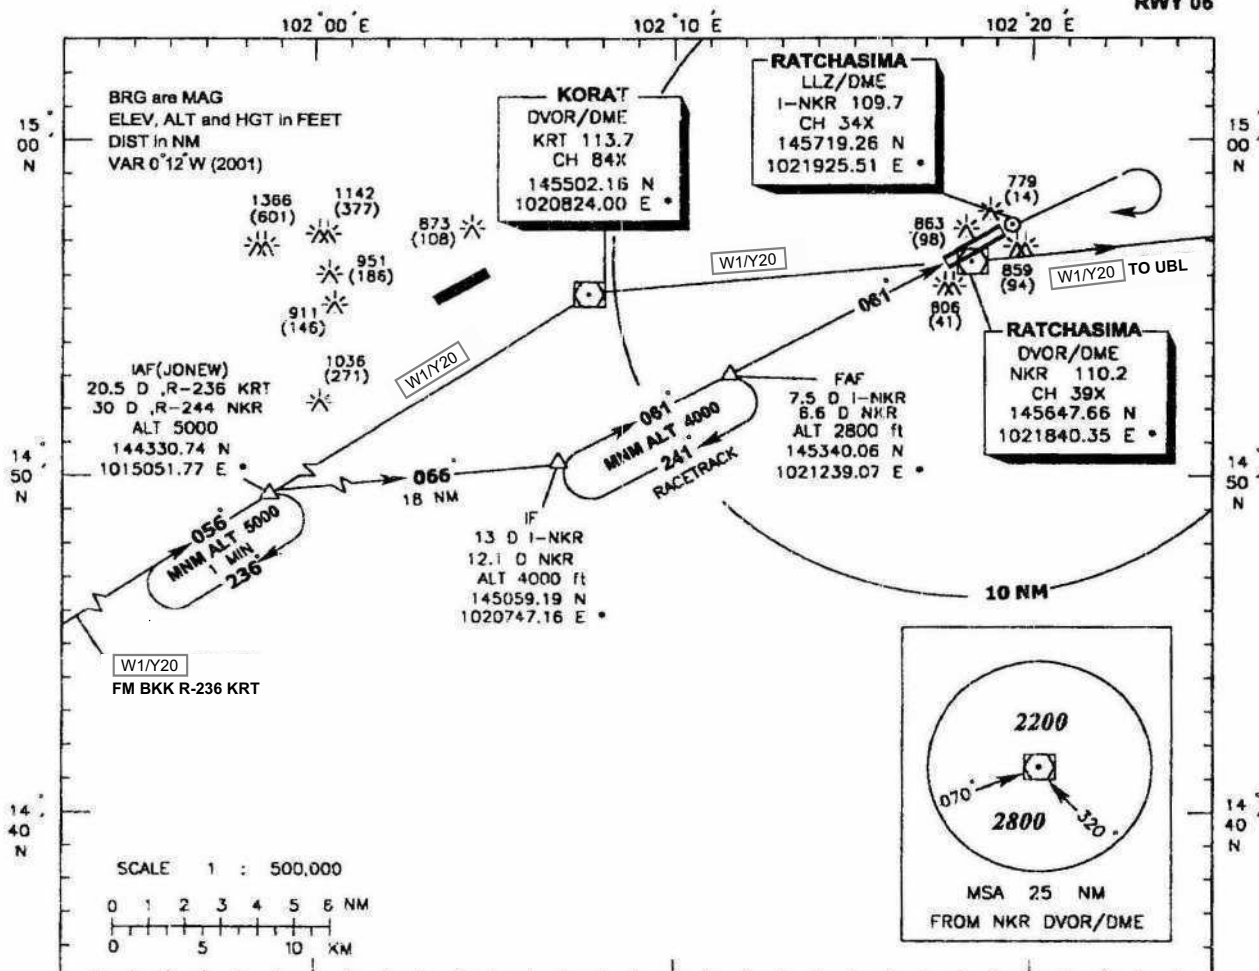 RWY 06
102° 00' E
102° 10' E
102° 20' E
BRG are MAG
ELEV, ALT and HGT in FEET
DIST in NM
VAR 0°12'W (2001)
15°
00'
N
15°
00'
N
KORAT
DVOR/DME
KRT 113.7
CH 84X
145502.16 N
1020824.00 E *
RATCHASIMA
LLZ/DME
I-NKR 109.7
CH 34X
145719.26 N
1021925.51 E *
1366
(601)
1142
(377)
873
(108)
951
(186)
911
(146)
1036
(271)
779
(14)
863
(98)
859
(94)
806
(41)
W1/Y20
W1/Y20 TO UBL
W1/Y20
061°
RATCHASIMA
DVOR/DME
NKR 110.2
CH 39X
145647.66 N
1021840.35 E *
IAF(JONEW)
20.5 D ,R-236 KRT
30 D ,R-244 NKR
ALT 5000
144330.74 N
1015051.77 E *
FAF
7.5 D I-NKR
6.6 D NKR
ALT 2800 ft
145340.06 N
1021239.07 E *
061°
MNM ALT 4000
241°
RACETRACK
14°
50'
N
14°
50'
N
066°
18 NM
056°
MNM ALT 5000
1 MIN
236°
IF
13 D I-NKR
12.1 D NKR
ALT 4000 ft
145059.19 N
1020747.16 E *
10 NM
W1/Y20
FM BKK R-236 KRT
2200
070°
2800
320°
MSA 25 NM
FROM NKR DVOR/DME
14°
40'
N
14°
40'
N
SCALE 1 : 500,000
0 1 2 3 4 5 6 NM
0 5 10 KM